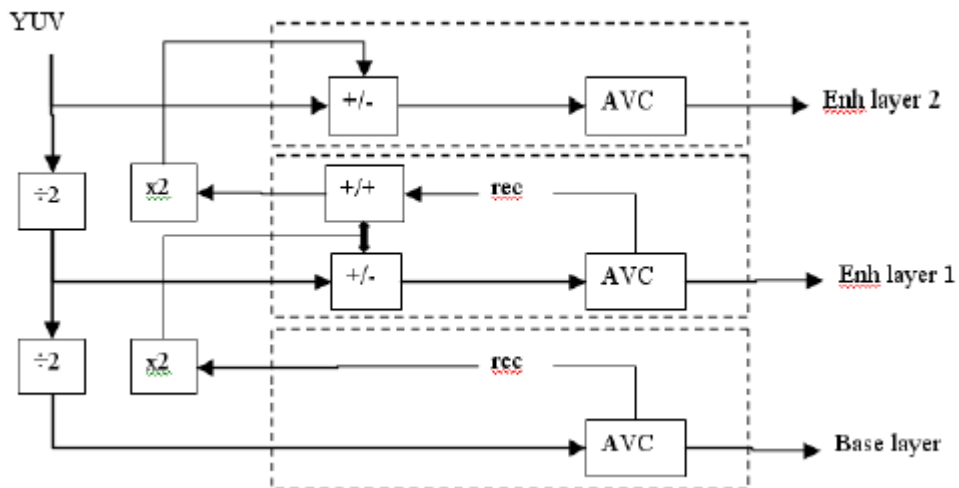 YUV
+/-
AVC
Enh layer 2
÷2
x2
+/+
rec
+/-
AVC
Enh layer 1
÷2
x2
rec
AVC
Base layer